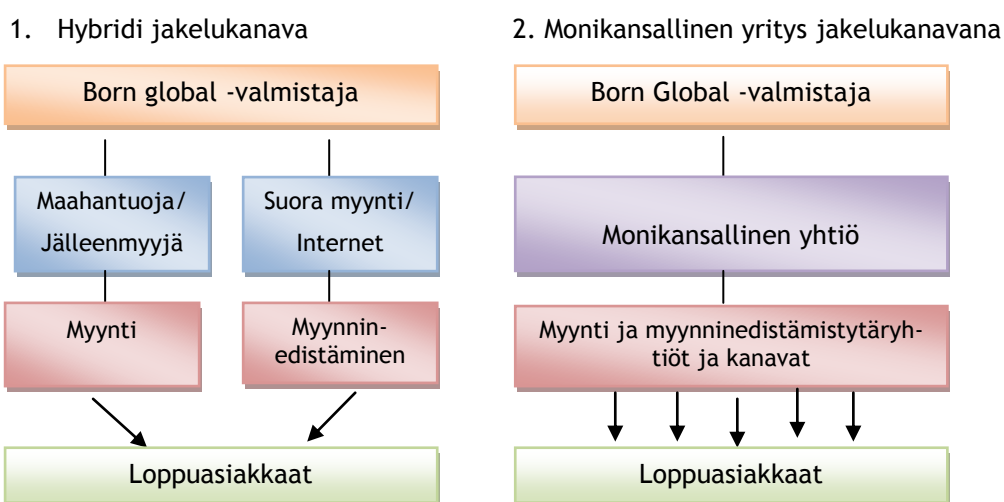 1. Hybridi jakelukanava
Born global -valmistaja
Maahantuoja/
Jälleenmyyjä
Suora myynti/
Internet
Myynti
Myynnin-
edistäminen
Loppuasiakkaat
2. Monikansallinen yritys jakelukanavana
Born Global -valmistaja
Monikansallinen yhtiö
Myynti ja myynninedistämistytäryh-
tiöt ja kanavat
Loppuasiakkaat